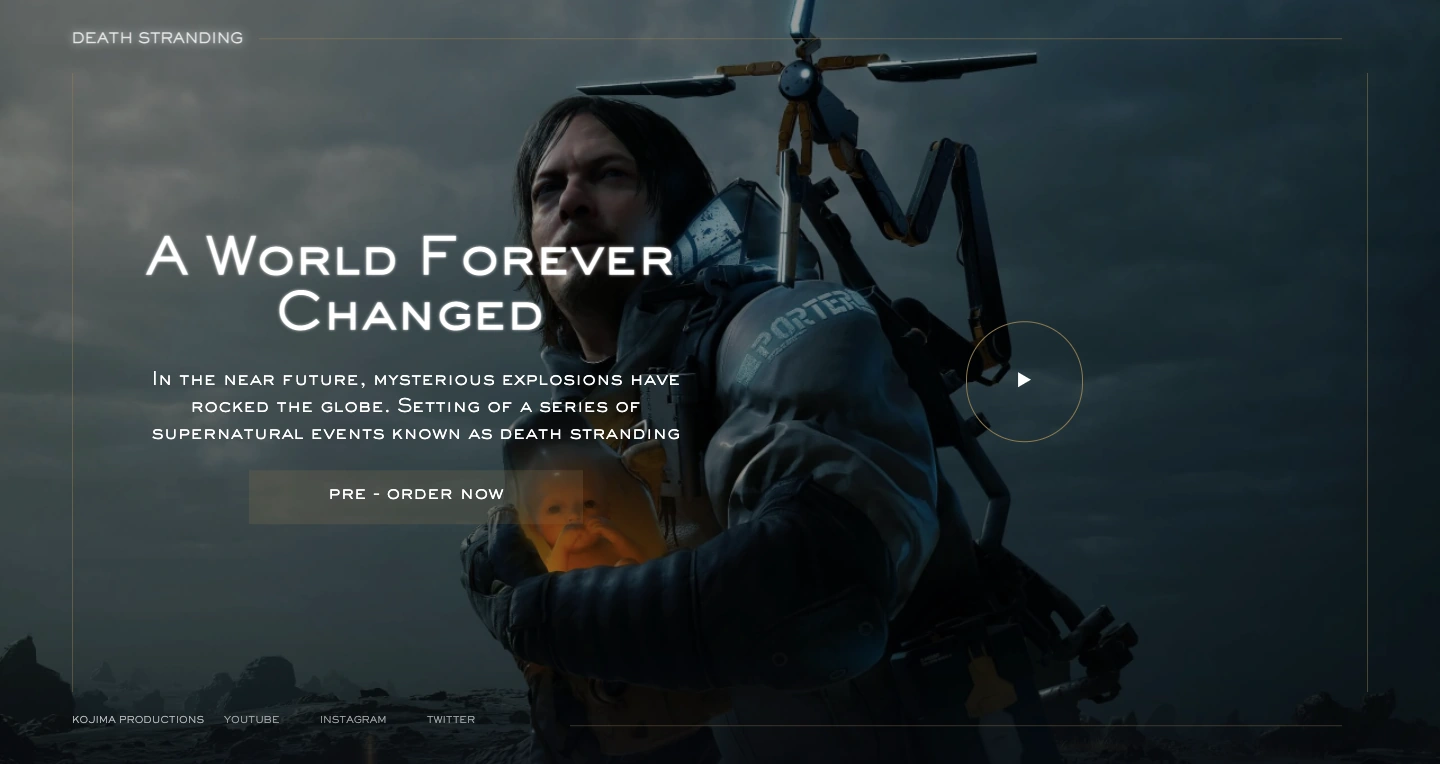 DEATH STRANDING
PORTER
A World Forever
Changed
In the near future, mysterious explosions have
rocked the globe. Setting of a series of
supernatural events known as death stranding
PRE - ORDER NOW
KOJIMA PRODUCTIONS YOUTUBE INSTAGRAM TWITTER